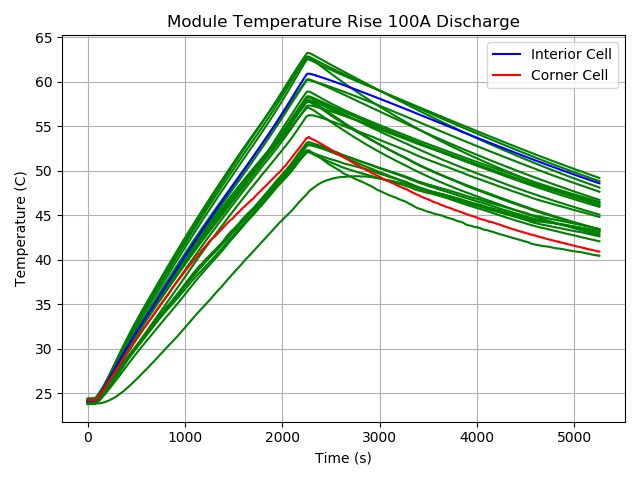 Module Temperature Rise 100A Discharge
65
60
55
50
45
40
35
30
25
Temperature (C)
Interior Cell
Corner Cell
0 1000 2000 3000 4000 5000
Time (s)